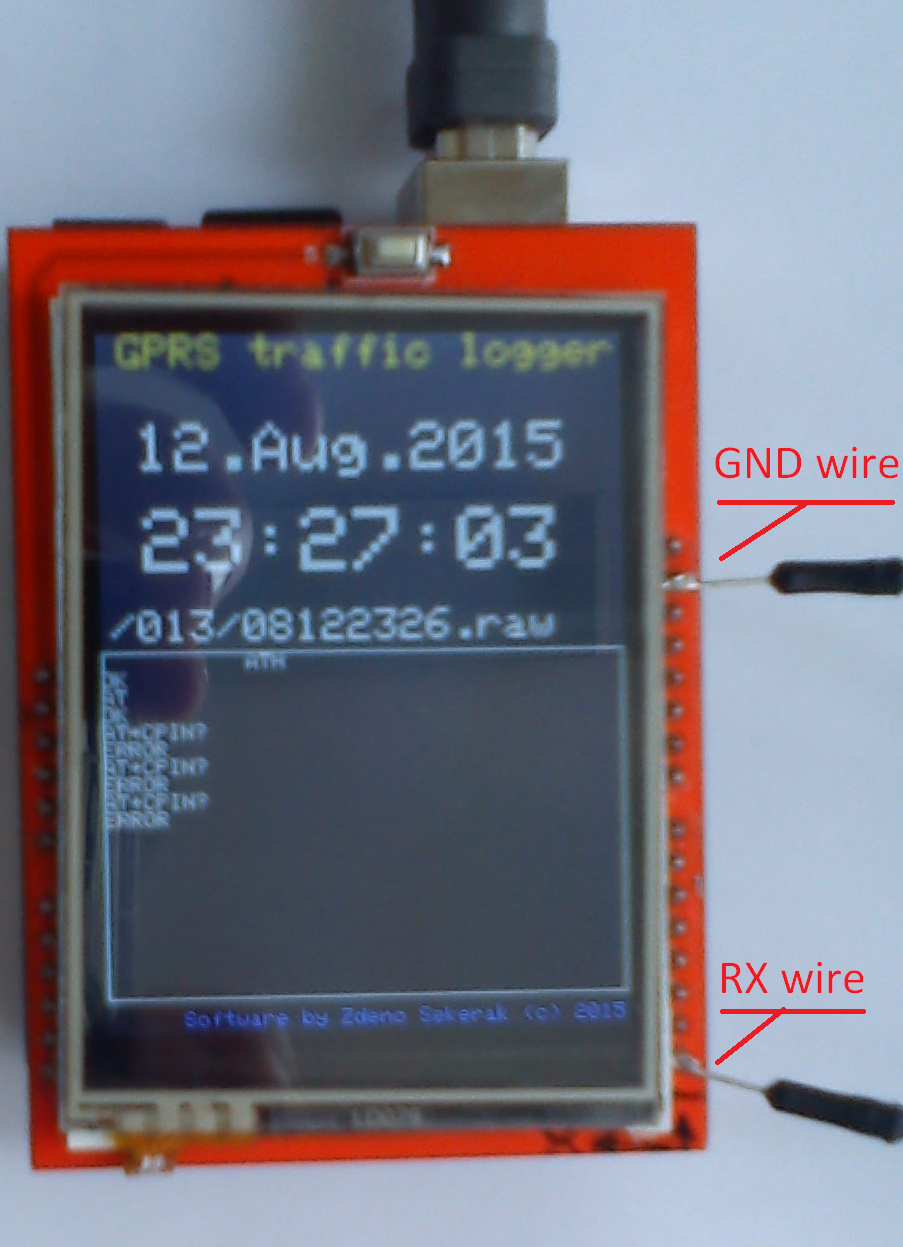 GPRS traffic logger
12.Aug.2015
GND wire
23:27:03
/013/08122326.raw
ATH
OK
AT
OK
AT+CPIN?
ERROR
AT+CPIN?
ERROR
AT+CPIN?
ERROR
RX wire
Software by Zdeno Sekerak (c) 2015